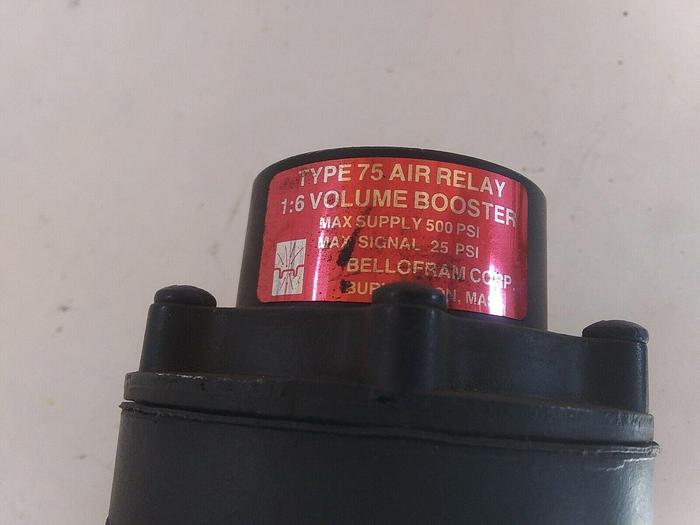 TYPE 75 AIR RELAY
1:6 VOLUME BOOSTER
MAX SUPPLY 500 PSI
MAX SIGNAL 25 PSI
BELLOFRAM CORP.